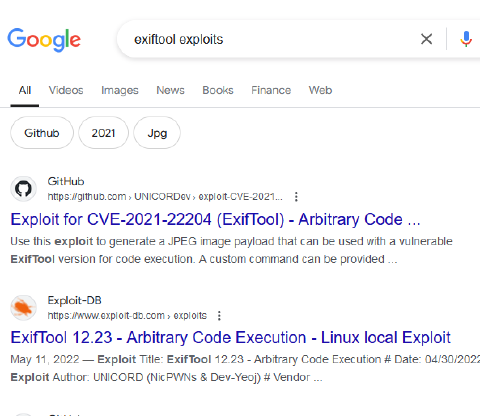 Google
exiftool exploits
All Videos Images News Books Finance Web
Github 2021 Jpg
GitHub
https://github.com › UNICORDev › exploit-CVE-2021...
Exploit for CVE-2021-22204 (ExifTool) - Arbitrary Code ...
Use this exploit to generate a JPEG image payload that can be used with a vulnerable
ExifTool version for code execution. A custom command can be provided ...
Exploit-DB
https://www.exploit-db.com › exploits
ExifTool 12.23 - Arbitrary Code Execution - Linux local Exploit
May 11, 2022 — Exploit Title: ExifTool 12.23 - Arbitrary Code Execution # Date: 04/30/2022
Exploit Author: UNICORD (NicPWNs & Dev-Yeoj) # Vendor ...